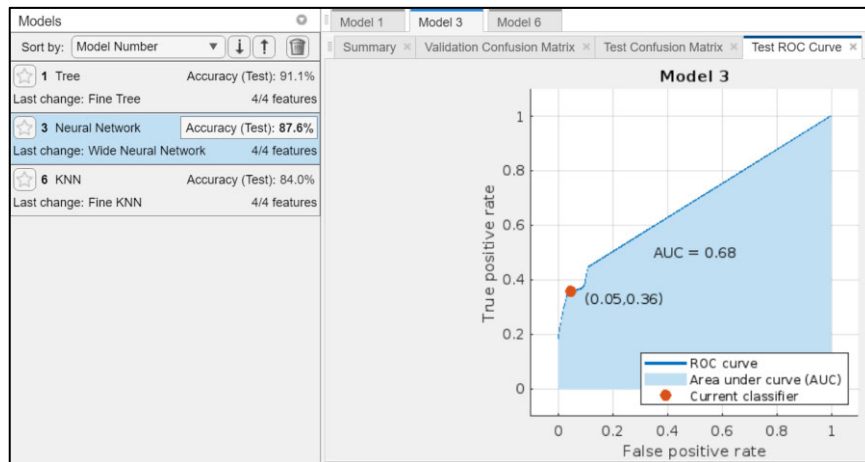 Models
Sort by: Model Number
1 Tree Accuracy (Test): 91.1%
Last change: Fine Tree 4/4 features
3 Neural Network Accuracy (Test): 87.6%
Last change: Wide Neural Network 4/4 features
6 KNN Accuracy (Test): 84.0%
Last change: Fine KNN 4/4 features
Model 1 Model 3 Model 6
Summary Validation Confusion Matrix Test Confusion Matrix Test ROC Curve
Model 3
1
0.8
0.6
0.4
0.2
0
True positive rate
AUC = 0.68
(0.05,0.36)
ROC curve
Area under curve (AUC)
Current classifier
0 0.2 0.4 0.6 0.8 1
False positive rate